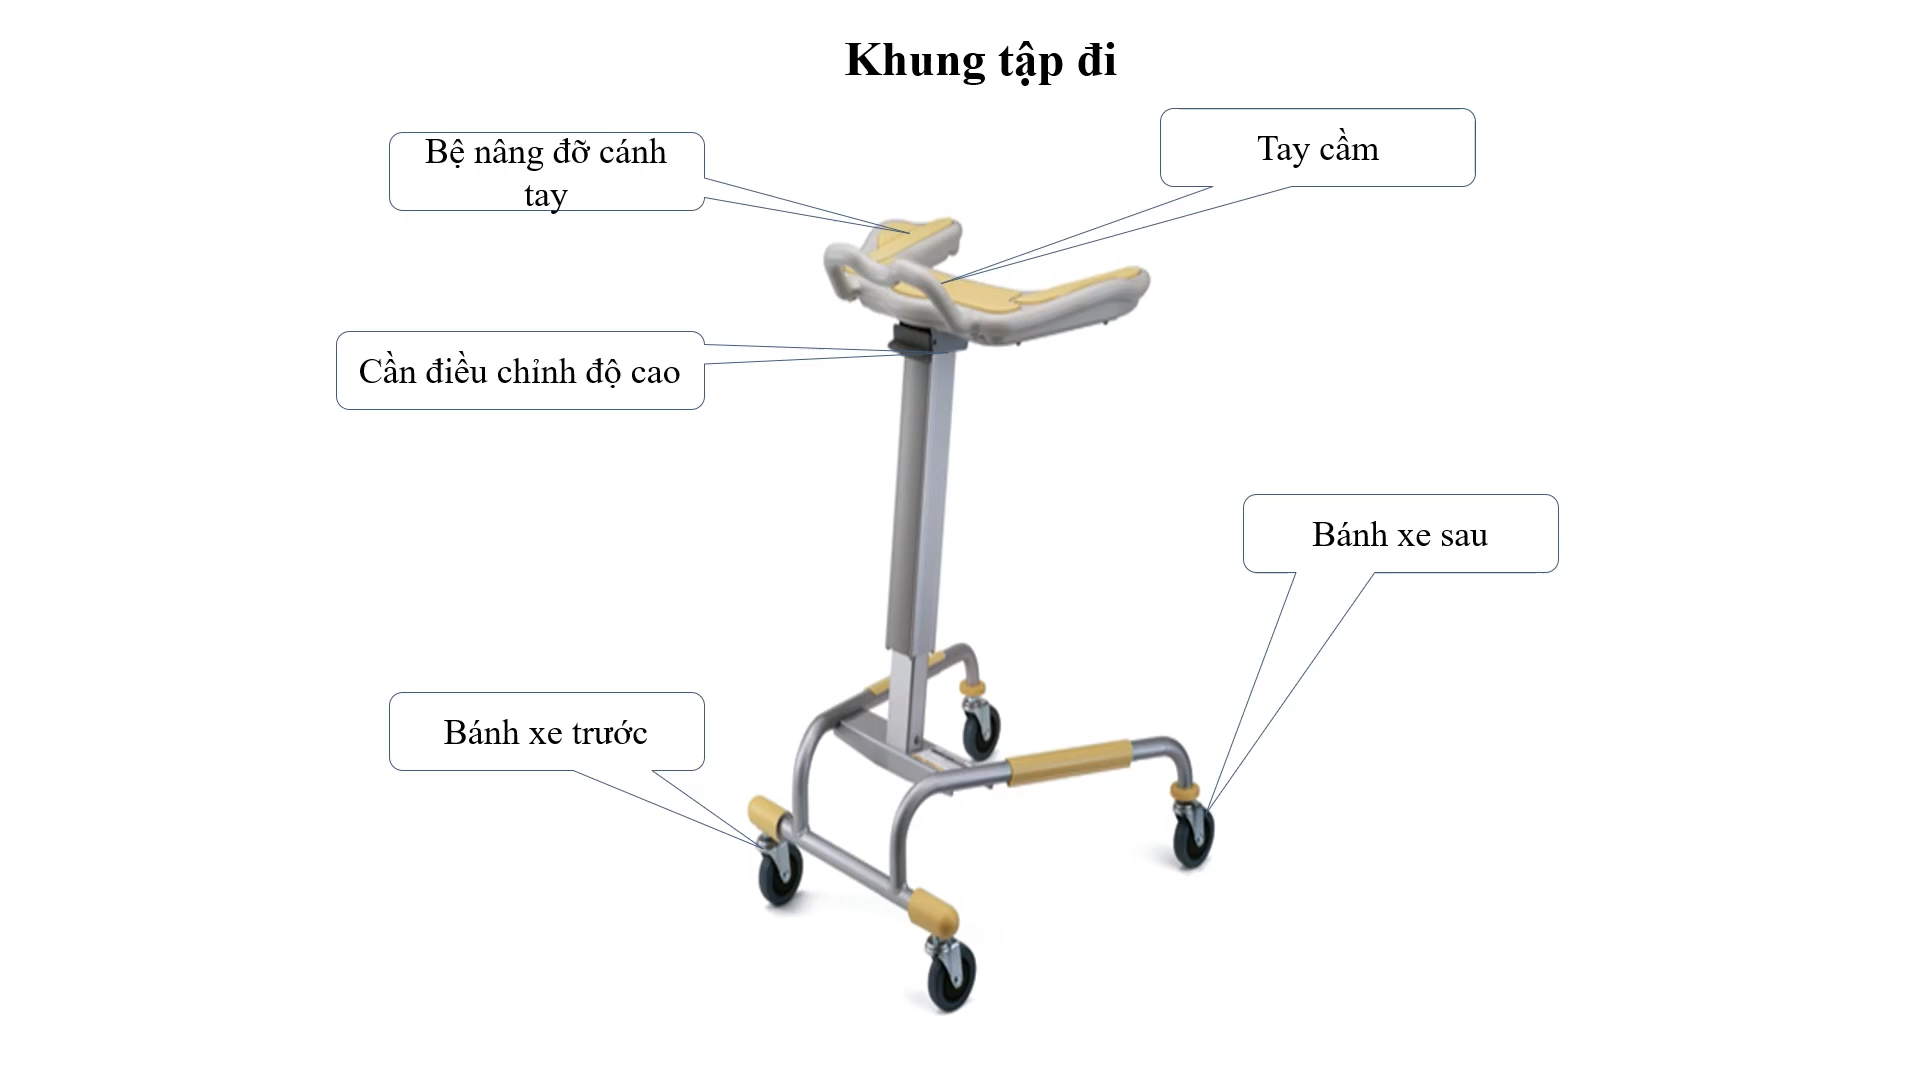 Khung tập đi
Bệ nâng đỡ cánh
tay
Tay cầm
Cần điều chỉnh độ cao
Bánh xe sau
Bánh xe trước